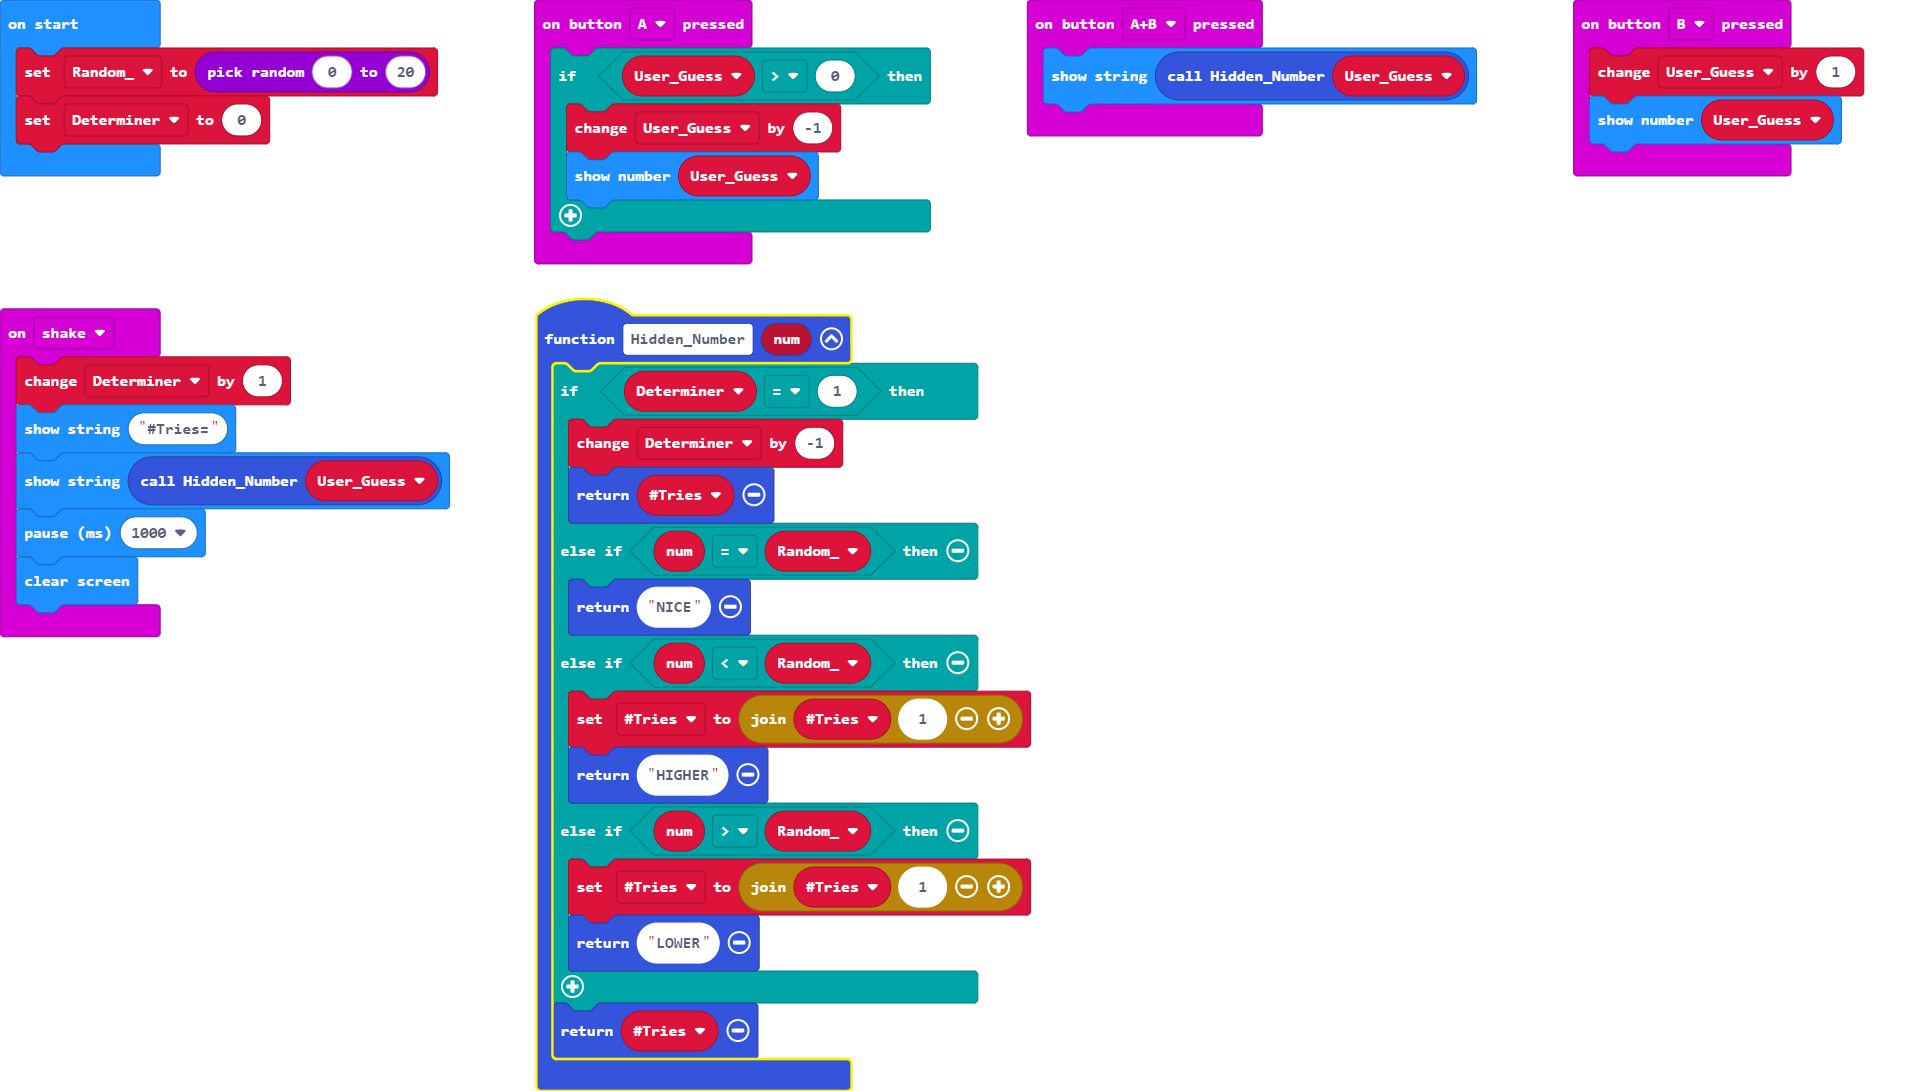 on start
set Random_ to pick random 0 to 20
set Determiner to 0
on button A pressed
if User_Guess > 0 then
change User_Guess by -1
show number User_Guess
on button A+B pressed
show string call Hidden_Number User_Guess
on button B pressed
change User_Guess by 1
show number User_Guess
on shake
change Determiner by 1
show string "#Tries="
show string call Hidden_Number User_Guess
pause (ms) 1000
clear screen
function Hidden_Number num
if Determiner = 1 then
change Determiner by -1
return #Tries
else if num = Random_ then
return "NICE"
else if num < Random_ then
set #Tries to join #Tries 1
return "HIGHER"
else if num > Random_ then
set #Tries to join #Tries 1
return "LOWER"
return #Tries